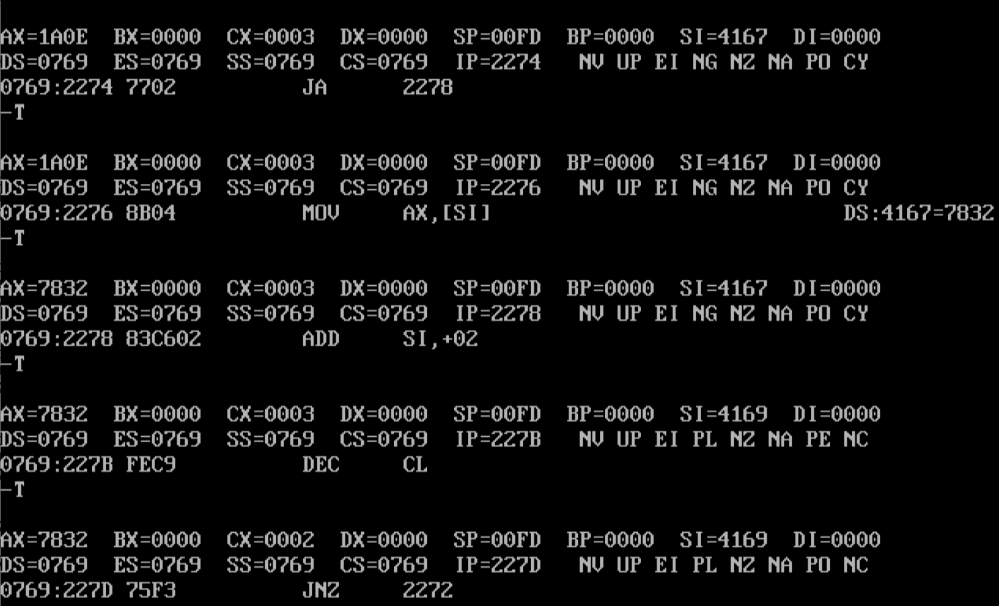 AX=1A0E BX=0000 CX=0003 DX=0000 SP=00FD BP=0000 SI=4167 DI=0000
DS=0769 ES=0769 SS=0769 CS=0769 IP=2274 NV UP EI NG NZ NA PO CY
0769:2274 7702 JA 2278
-T
AX=1A0E BX=0000 CX=0003 DX=0000 SP=00FD BP=0000 SI=4167 DI=0000
DS=0769 ES=0769 SS=0769 CS=0769 IP=2276 NV UP EI NG NZ NA PO CY
0769:2276 8B04 MOV AX,[SI] DS:4167=7832
-T
AX=7832 BX=0000 CX=0003 DX=0000 SP=00FD BP=0000 SI=4167 DI=0000
DS=0769 ES=0769 SS=0769 CS=0769 IP=2278 NV UP EI NG NZ NA PO CY
0769:2278 83C602 ADD SI,+02
-T
AX=7832 BX=0000 CX=0003 DX=0000 SP=00FD BP=0000 SI=4169 DI=0000
DS=0769 ES=0769 SS=0769 CS=0769 IP=227B NV UP EI PL NZ NA PE NC
0769:227B FEC9 DEC CL
-T
AX=7832 BX=0000 CX=0002 DX=0000 SP=00FD BP=0000 SI=4169 DI=0000
DS=0769 ES=0769 SS=0769 CS=0769 IP=227D NV UP EI PL NZ NA PO NC
0769:227D 75F3 JNZ 2272